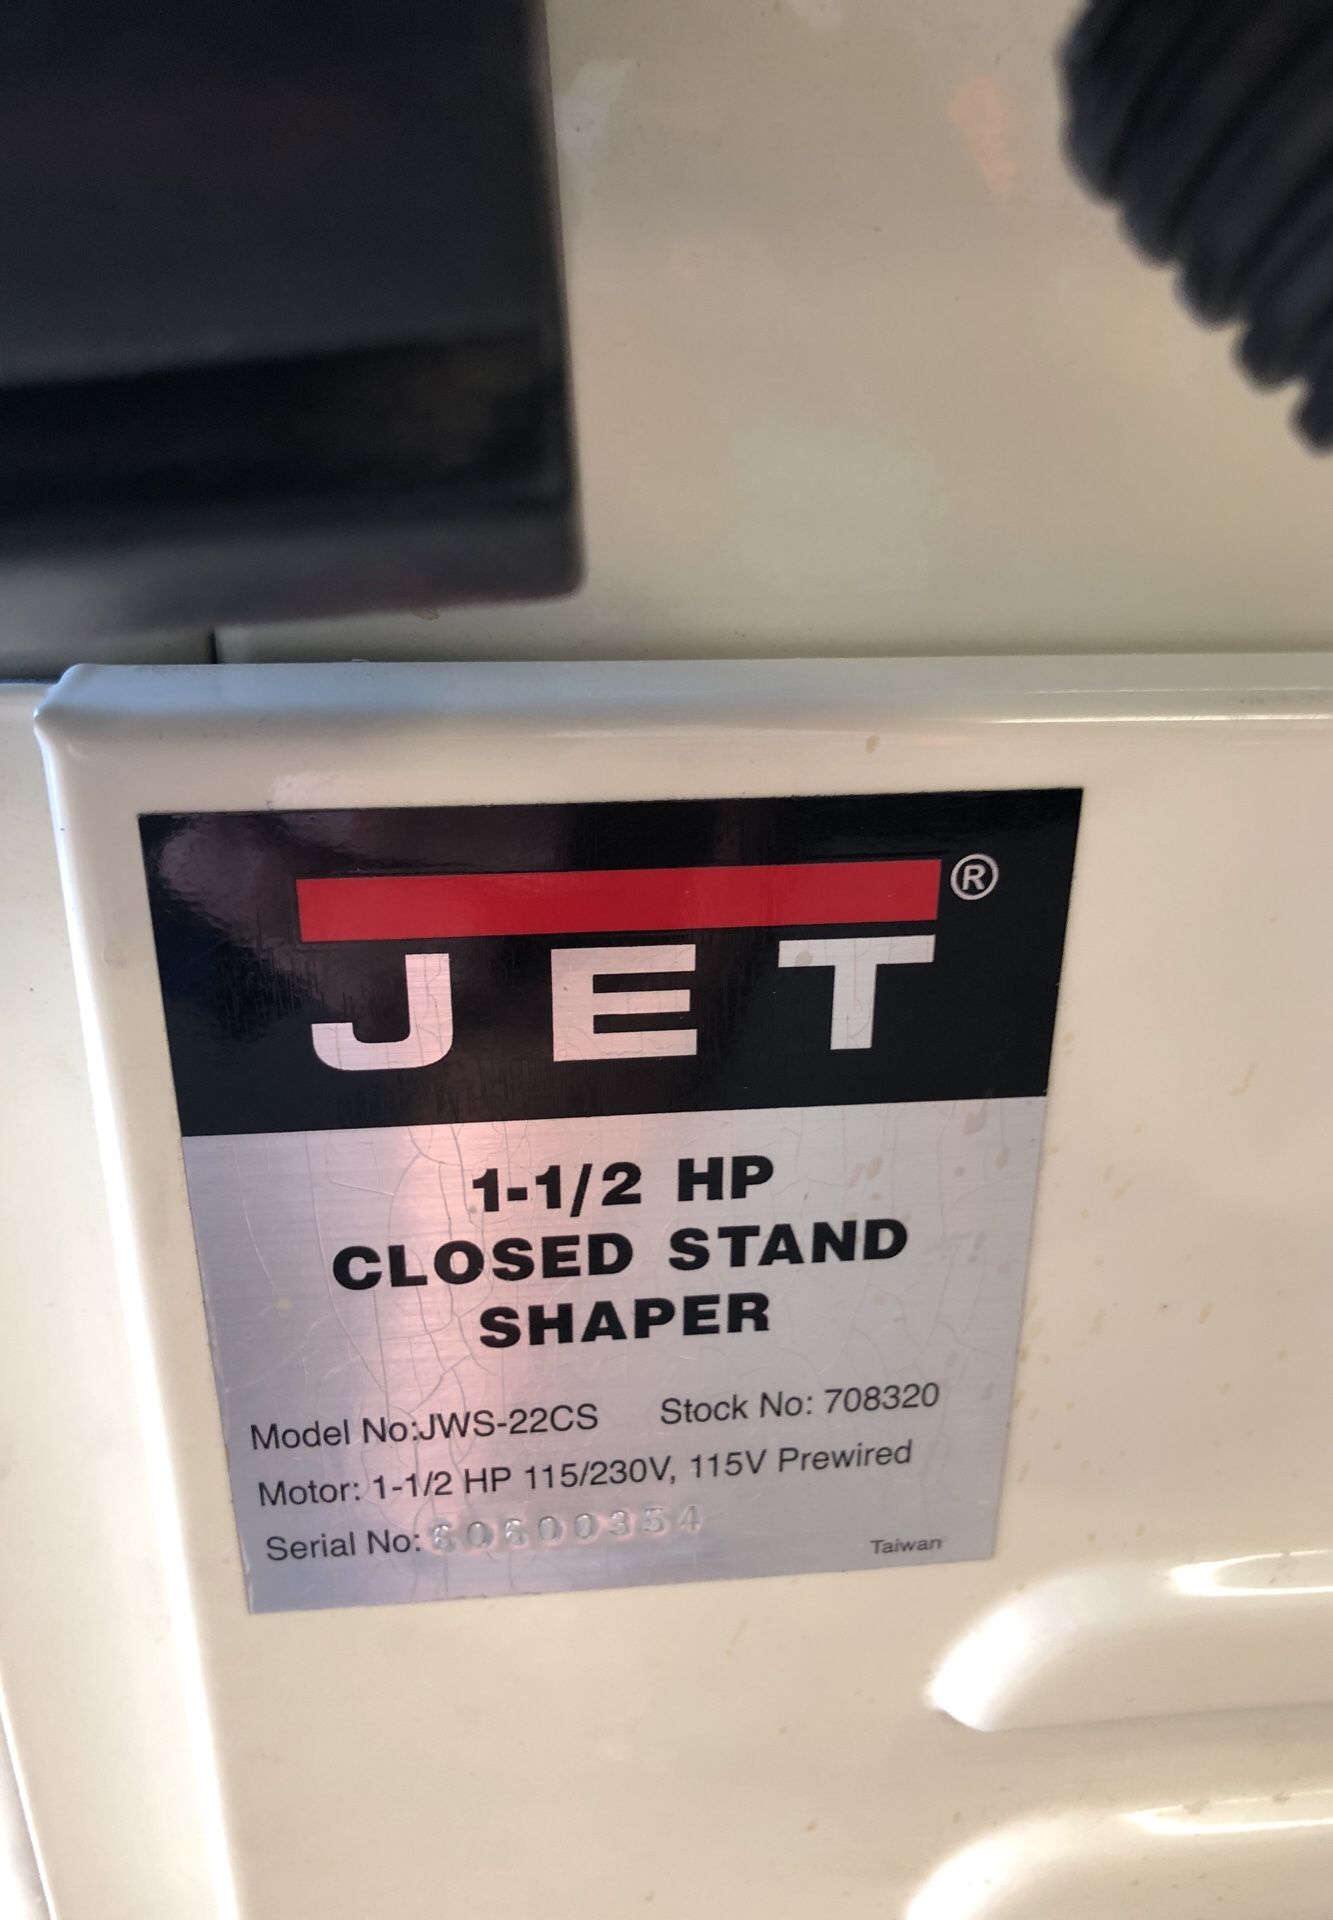 JET®
1-1/2 HP
CLOSED STAND
SHAPER
Model No:JWS-22CS Stock No: 708320
Motor: 1-1/2 HP 115/230V, 115V Prewired
Serial No: 60600354
Taiwan